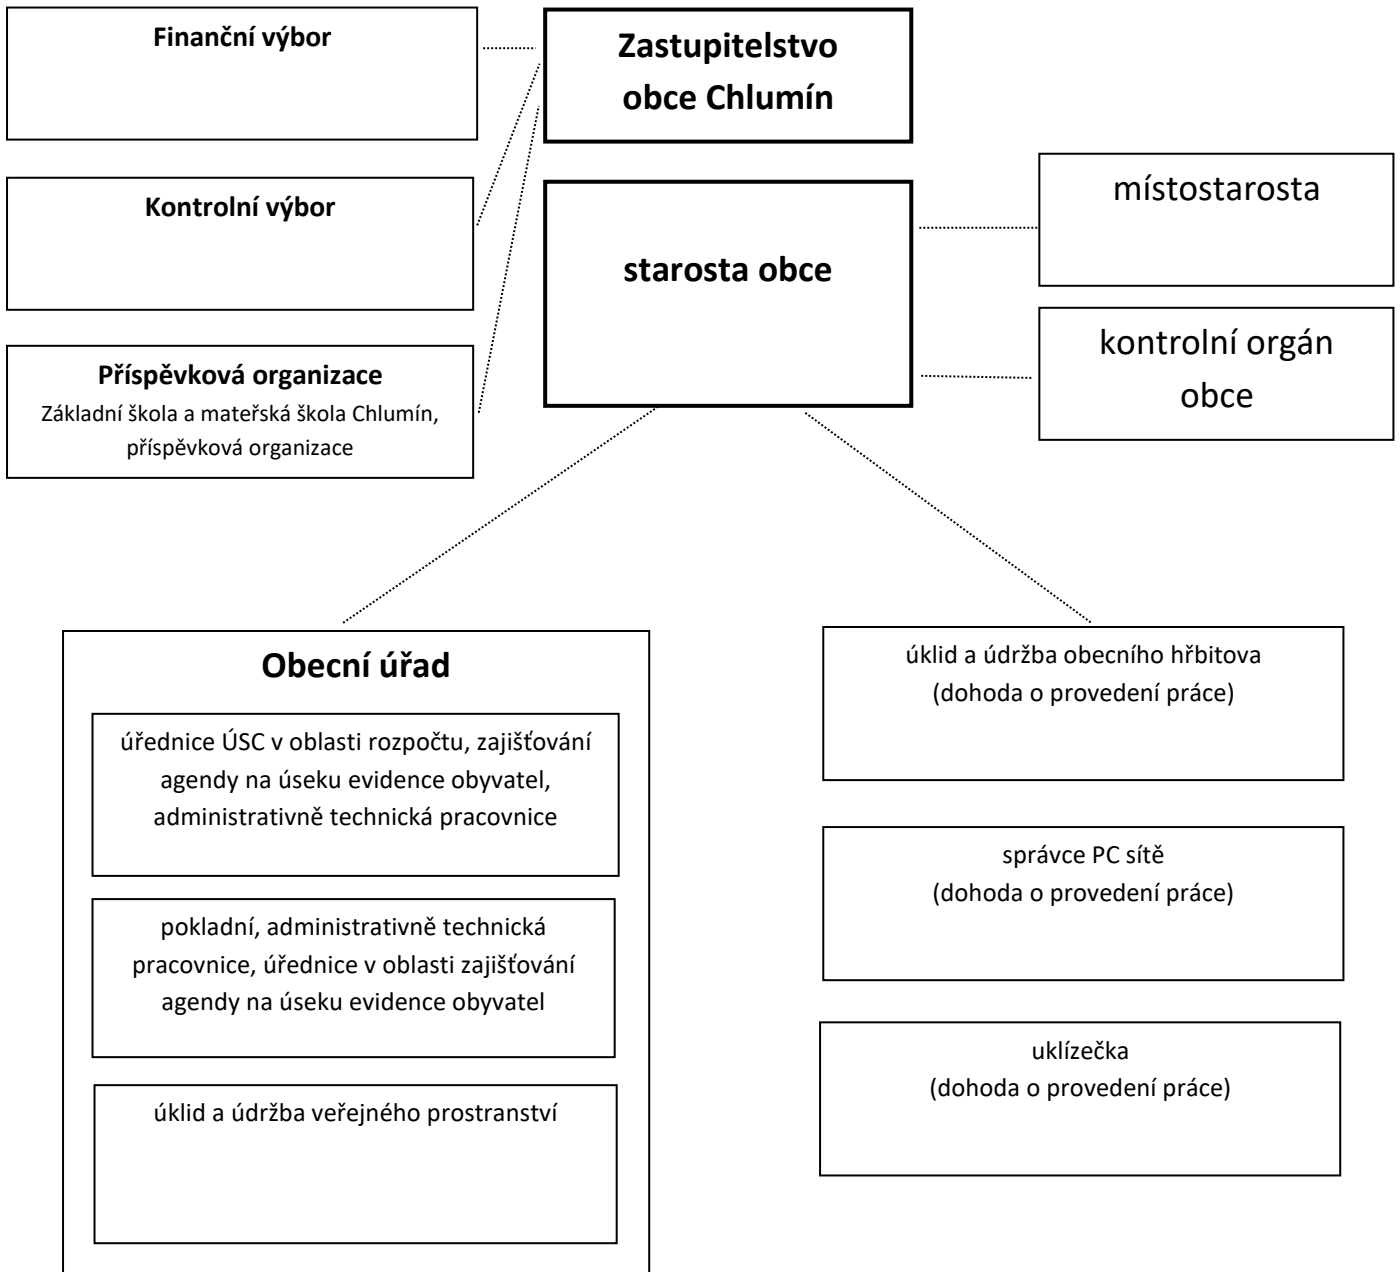 Finanční výbor
Zastupitelstvo
obce Chlumín
Kontrolní výbor
starosta obce
místostarosta
kontrolní orgán
obce
Příspěvková organizace
Základní škola a mateřská škola Chlumín,
příspěvková organizace
Obecní úřad
úřednice ÚSC v oblasti rozpočtu, zajišťování
agendy na úseku evidence obyvatel,
administrativně technická pracovnice
pokladní, administrativně technická
pracovnice, úřednice v oblasti zajišťování
agendy na úseku evidence obyvatel
úklid a údržba veřejného prostranství
úklid a údržba obecního hřbitova
(dohoda o provedení práce)
správce PC sítě
(dohoda o provedení práce)
uklízečka
(dohoda o provedení práce)